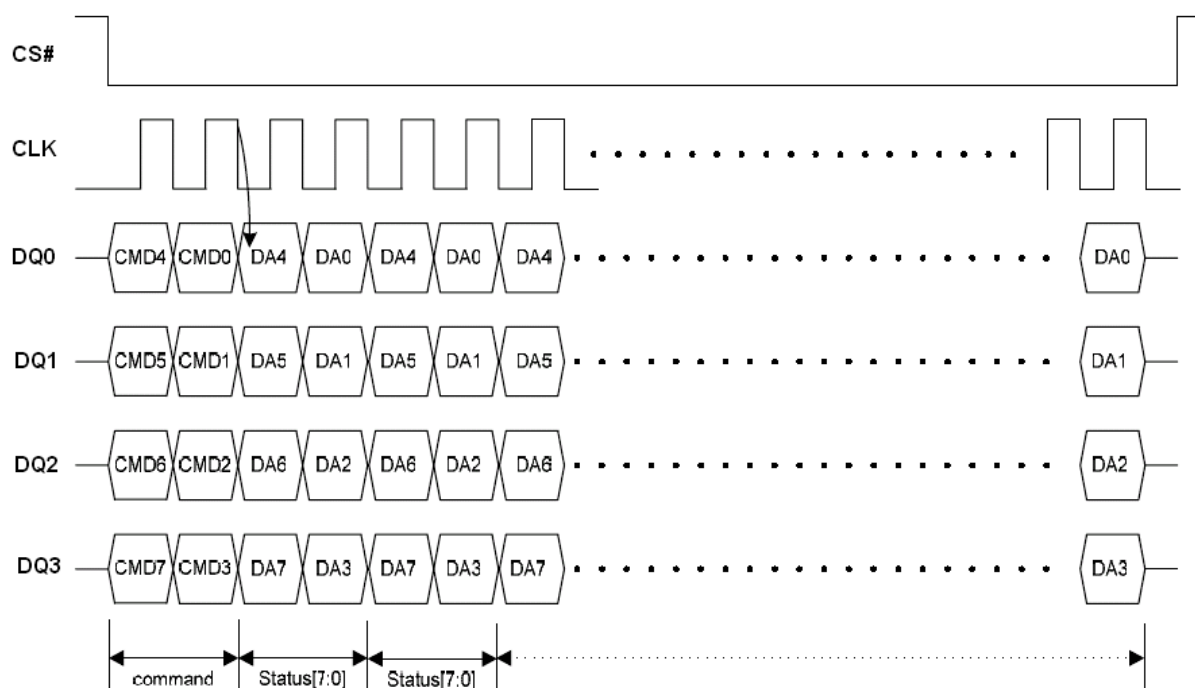 CS#
CLK
DQ0 CMD4 CMD0 DA4 DA0 DA4 DA0 DA4 DA0
DQ1 CMD5 CMD1 DA5 DA1 DA5 DA1 DA5 DA1
DQ2 CMD6 CMD2 DA6 DA2 DA6 DA2 DA6 DA2
DQ3 CMD7 CMD3 DA7 DA3 DA7 DA3 DA7 DA3
command Status[7:0] Status[7:0]